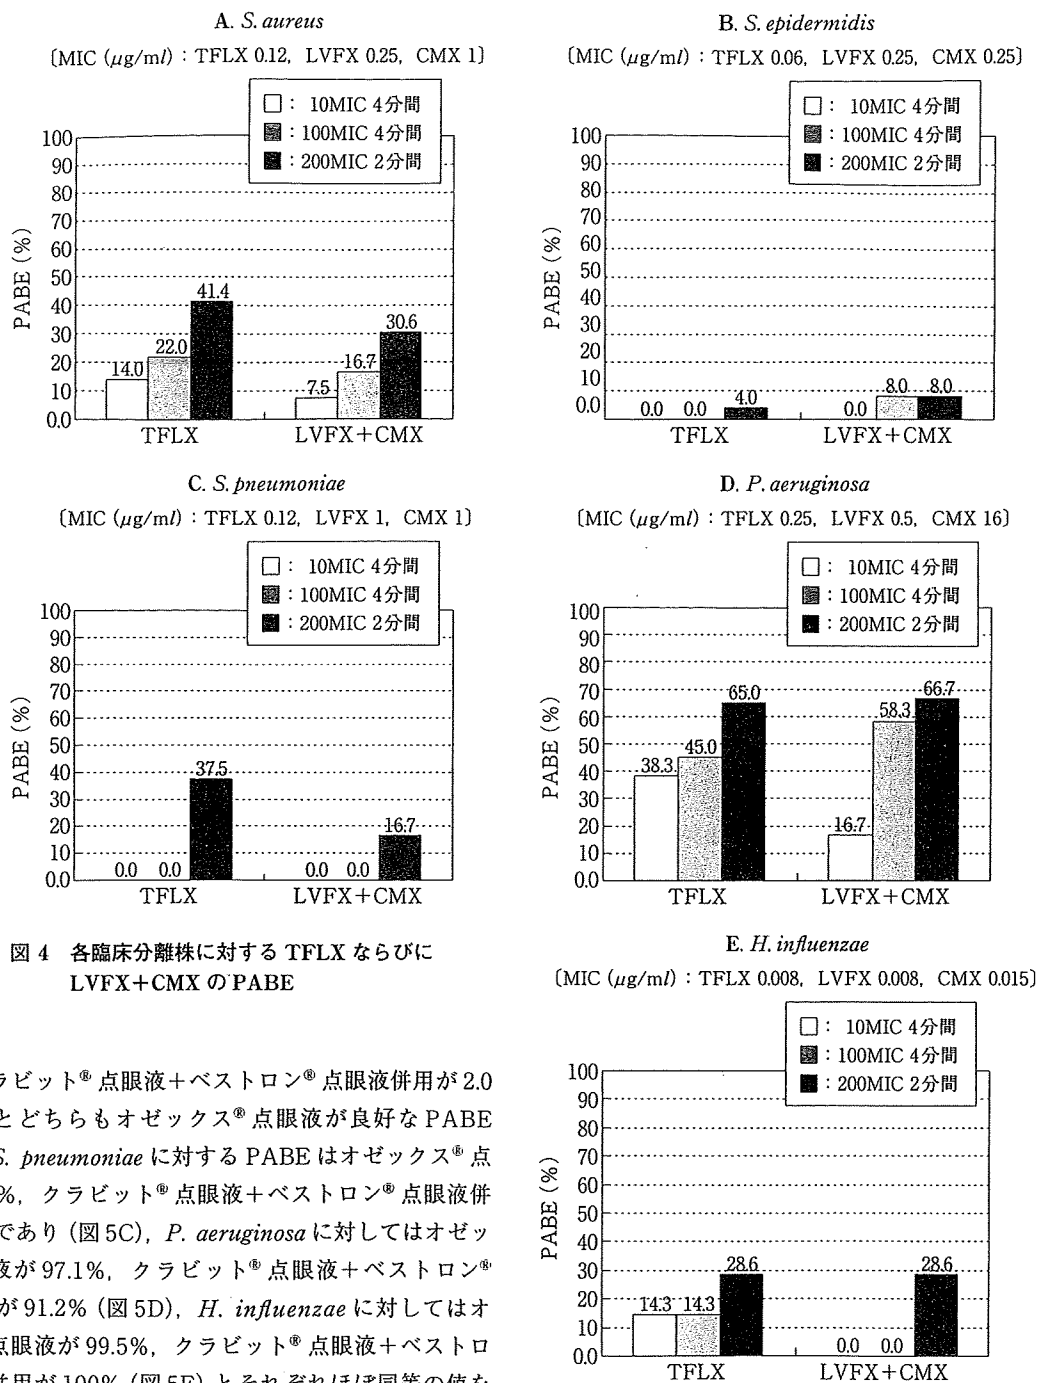 A. S. aureus
〔MIC (μg/ml)：TFLX 0.12, LVFX 0.25, CMX 1〕
□： 10MIC 4分間
：100MIC 4分間
■：200MIC 2分間
PABE (%)
100
90
80
70
60
50
40
30
20
10
0.0
14.0
22.0
41.4
7.5
16.7
30.6
TFLX
LVFX+CMX
B. S. epidermidis
〔MIC (μg/ml)：TFLX 0.06, LVFX 0.25, CMX 0.25〕
□： 10MIC 4分間
：100MIC 4分間
■：200MIC 2分間
PABE (%)
100
90
80
70
60
50
40
30
20
10
0.0
0.0
0.0
4.0
0.0
8.0
8.0
TFLX
LVFX+CMX
C. S. pneumoniae
〔MIC (μg/ml)：TFLX 0.12, LVFX 1, CMX 1〕
□： 10MIC 4分間
：100MIC 4分間
■：200MIC 2分間
PABE (%)
100
90
80
70
60
50
40
30
20
10
0.0
0.0
0.0
37.5
0.0
0.0
16.7
TFLX
LVFX+CMX
D. P. aeruginosa
〔MIC (μg/ml)：TFLX 0.25, LVFX 0.5, CMX 16〕
□： 10MIC 4分間
：100MIC 4分間
■：200MIC 2分間
PABE (%)
100
90
80
70
60
50
40
30
20
10
0.0
38.3
45.0
65.0
16.7
58.3
66.7
TFLX
LVFX+CMX
図 4 各臨床分離株に対する TFLX ならびに
LVFX+CMX の PABE
E. H. influenzae
〔MIC (μg/ml)：TFLX 0.008, LVFX 0.008, CMX 0.015〕
□： 10MIC 4分間
：100MIC 4分間
■：200MIC 2分間
PABE (%)
100
90
80
70
60
50
40
30
20
10
0.0
14.3
14.3
28.6
0.0
0.0
28.6
TFLX
LVFX+CMX
ラビット® 点眼液＋ベストロン® 点眼液併用が 2.0
とどちらもオゼックス® 点眼液が良好な PABE
S. pneumoniae に対する PABE はオゼックス® 点
%, クラビット® 点眼液＋ベストロン® 点眼液併
であり (図 5C), P. aeruginosa に対してはオゼッ
液が 97.1%, クラビット® 点眼液＋ベストロン®
が 91.2% (図 5D), H. influenzae に対してはオ
点眼液が 99.5%, クラビット® 点眼液＋ベストロ
併用が 100% (図 5E) とそれぞれほぼ同等の値を